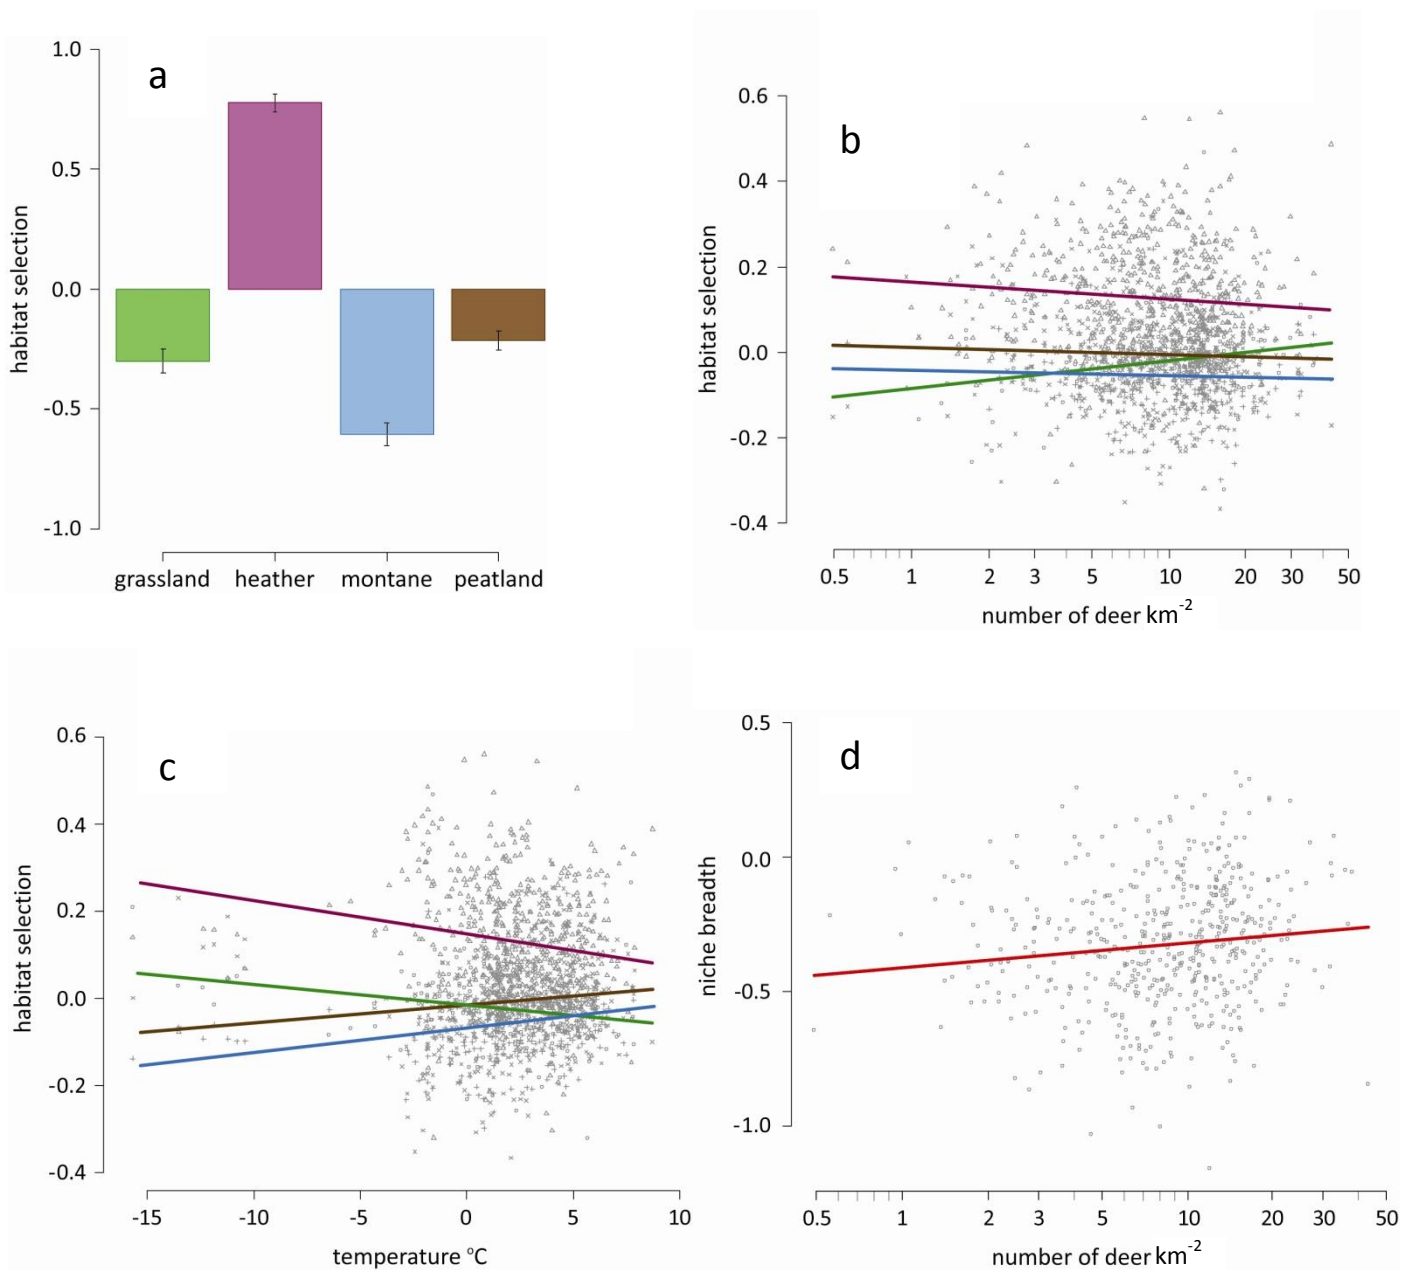 a
1.0
0.5
0.0
-0.5
-1.0
habitat selection
grassland heather montane peatland
b
0.6
0.4
0.2
0.0
-0.2
-0.4
habitat selection
0.5 1 2 3 5 10 20 30 50
number of deer km-2
c
0.6
0.4
0.2
0.0
-0.2
-0.4
habitat selection
-15 -10 -5 0 5 10
temperature °C
d
0.5
0.0
-0.5
-1.0
niche breadth
0.5 1 2 3 5 10 20 30 50
number of deer km-2